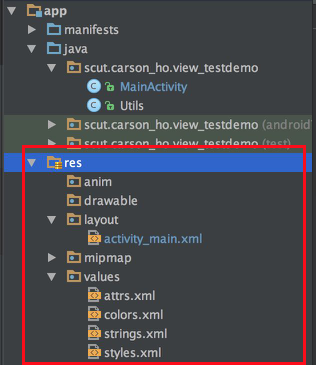 app
manifests
java
scut.carson_ho.view_testdemo
MainActivity
Utils
scut.carson_ho.view_testdemo (android
scut.carson_ho.view_testdemo (test)
res
anim
drawable
layout
activity_main.xml
mipmap
values
attrs.xml
colors.xml
strings.xml
styles.xml